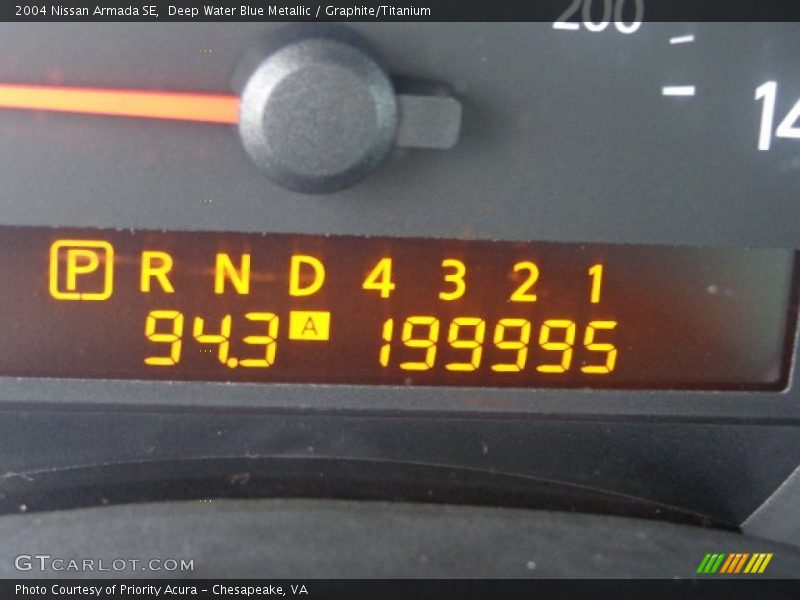 2004 Nissan Armada SE, Deep Water Blue Metallic / Graphite/Titanium
200
14
P R N D 4 3 2 1
94.3 A 199995
GTCARLOT.COM
Photo Courtesy of Priority Acura – Chesapeake, VA